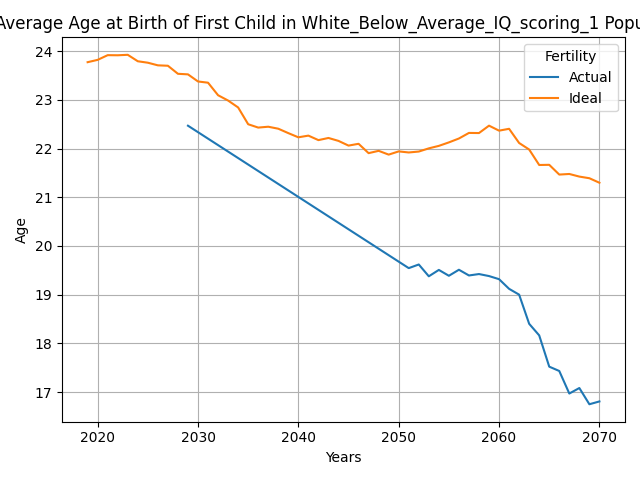 Average Age at Birth of First Child in White_Below_Average_IQ_scoring_1 Popu
Fertility
Actual
Ideal
24
23
22
21
20
19
18
17
Age
2020 2030 2040 2050 2060 2070
Years